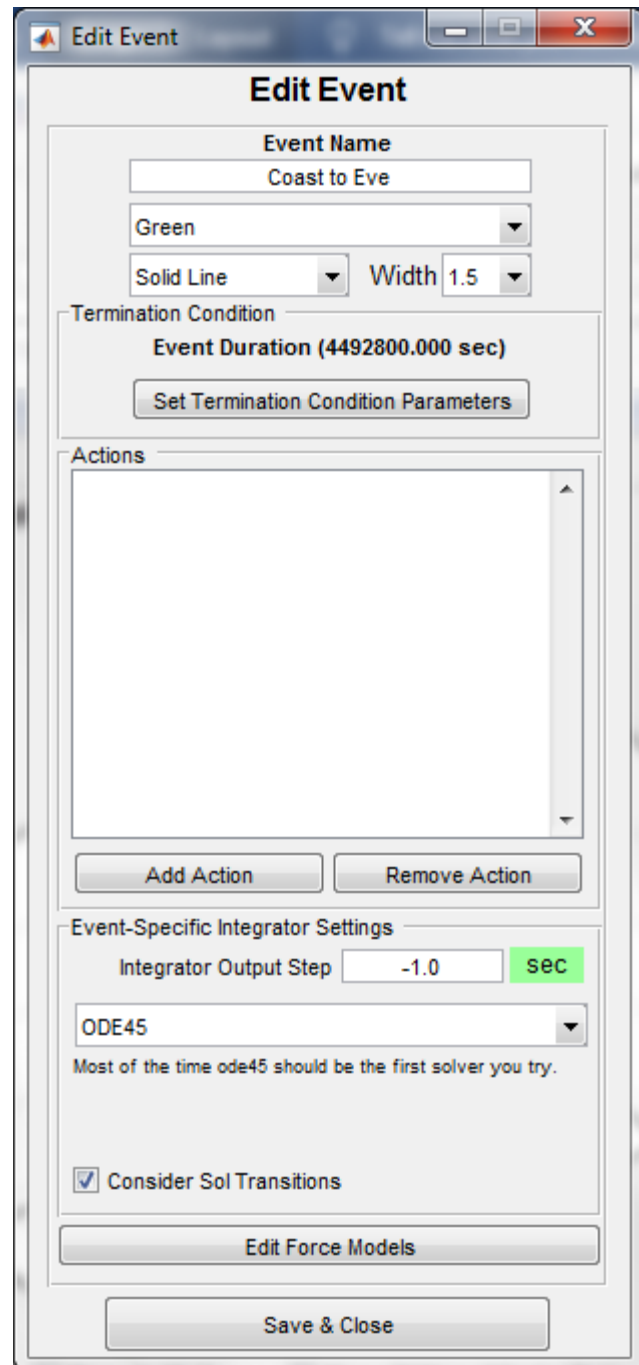 Edit Event
Edit Event
Event Name
Coast to Eve
Green
Solid Line Width 1.5
Termination Condition
Event Duration (4492800.000 sec)
Set Termination Condition Parameters
Actions
Add Action Remove Action
Event-Specific Integrator Settings
Integrator Output Step -1.0 sec
ODE45
Most of the time ode45 should be the first solver you try.
Consider SoI Transitions
Edit Force Models
Save & Close